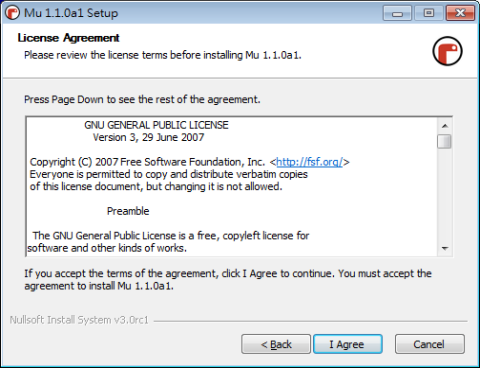 Mu 1.1.0a1 Setup
License Agreement
Please review the license terms before installing Mu 1.1.0a1.
Press Page Down to see the rest of the agreement.
GNU GENERAL PUBLIC LICENSE
Version 3, 29 June 2007
Copyright (C) 2007 Free Software Foundation, Inc. <http://fsf.org/>
Everyone is permitted to copy and distribute verbatim copies
of this license document, but changing it is not allowed.
Preamble
The GNU General Public License is a free, copyleft license for
software and other kinds of works.
If you accept the terms of the agreement, click I Agree to continue. You must accept the
agreement to install Mu 1.1.0a1.
Nullsoft Install System v3.0rc1
< Back
I Agree
Cancel